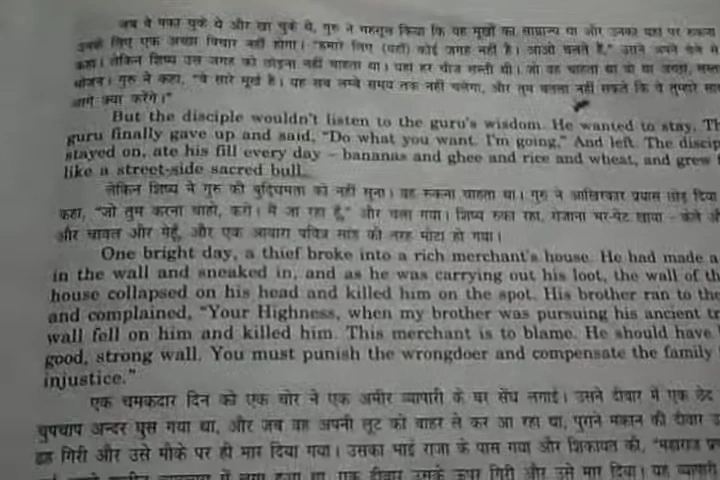 जब वे पका चुके थे और खा चुके थे, गुरु ने महसूस किया कि यह मूर्खों का साम्राज्य था और उनका यहां पर रुकना
उनके लिए एक अच्छा विचार नहीं होगा। "हमारे लिए (यहाँ) कोई जगह नहीं है। आओ चलते हैं," उसने अपने चेले से
कहा। लेकिन शिष्य उस जगह को छोड़ना नहीं चाहता था। यहां हर चीज सस्ती थी। जो वह चाहता था वो था अच्छा, सस्ता
भोजन। गुरु ने कहा, "वे सारे मूर्ख हैं। यह सब लम्बे समय तक नहीं चलेगा, और तुम बतला नहीं सकते कि वे तुम्हारे साथ
आगे क्या करेंगे।"
But the disciple wouldn't listen to the guru's wisdom. He wanted to stay.
guru finally gave up and said, "Do what you want. I'm going," And left. The
stayed on, ate his fill every day – bananas and ghee and rice and wheat, and grew
like a street-side sacred bull.
लेकिन शिष्य ने गुरु की बुद्धिमता को नहीं सुना। वह रुकना चाहता था। गुरु ने आखिरकार प्रयास छोड़ दिया
कहा, "जो तुम करना चाहो, करो। मैं जा रहा हूँ," और चला गया। शिष्य रुका रहा, रोजाना भर-पेट खाया – केले
और चावल और गेहूँ, और एक आवारा पवित्र सांड की तरह मोटा हो गया।
One bright day, a thief broke into a rich merchant's house. He had made a
in the wall and sneaked in, and as he was carrying out his loot, the wall of
house collapsed on his head and killed him on the spot. His brother ran to
and complained, "Your Highness, when my brother was pursuing his ancient
wall fell on him and killed him. This merchant is to blame. He should have
good, strong wall. You must punish the wrongdoer and compensate the family
injustice."
एक चमकदार दिन को एक चोर ने एक अमीर व्यापारी के घर सेंध लगाई। उसने दीवार में एक छेद
चुपचाप अन्दर घुस गया था, और जब वह अपनी लूट को बाहर ले कर आ रहा था, पुराने मकान की दीवार
ढह गिरी और उसे मौके पर ही मार दिया गया। उसका भाई राजा के पास गया और शिकायत की, "महाराज
एक दीवार उसके ऊपर गिरी और उसे मार दिया। यह व्यापारी